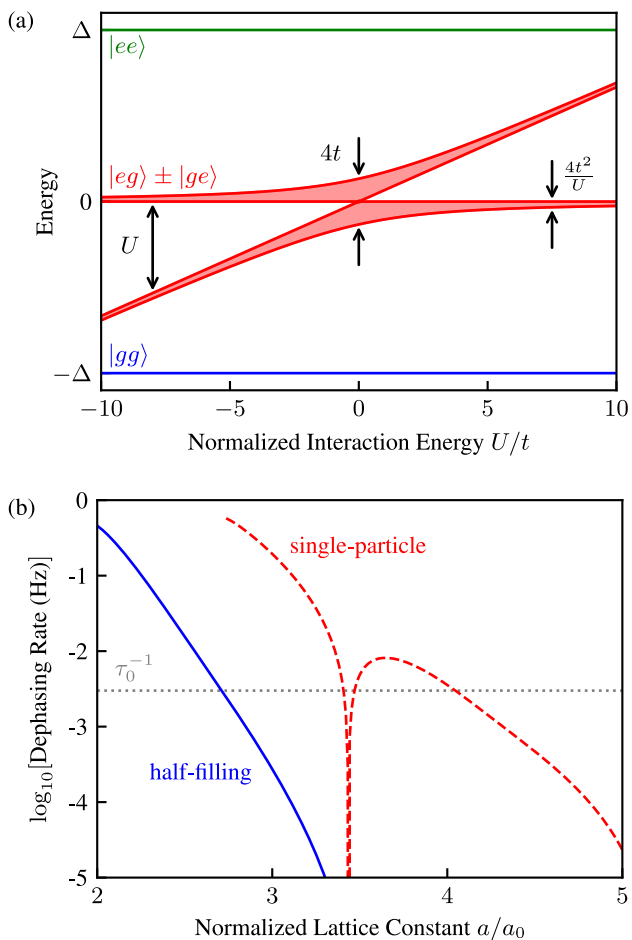 (a)
Δ
|ee⟩
|eg⟩ ± |ge⟩
4t
4t²
U
0
U
Energy
|gg⟩
−Δ
−10
−5
0
5
10
Normalized Interaction Energy U/t
(b)
0
single-particle
-1
-2
τ₀⁻¹
-3
half-filling
-4
-5
log₁₀[Dephasing Rate (Hz)]
2
3
4
5
Normalized Lattice Constant a/a₀